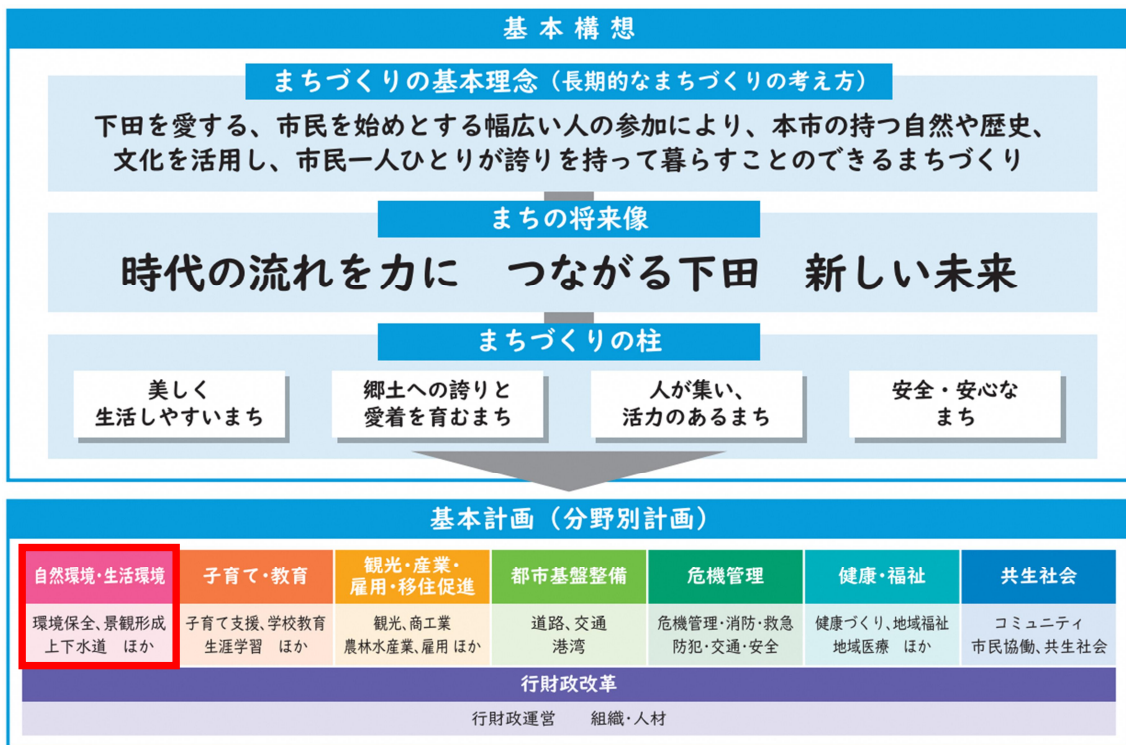 基本構想
まちづくりの基本理念（長期的なまちづくりの考え方）
下田を愛する、市民を始めとする幅広い人の参加により、本市の持つ自然や歴史、
文化を活用し、市民一人ひとりが誇りを持って暮らすことのできるまちづくり
まちの将来像
時代の流れを力に　つながる下田　新しい未来
まちづくりの柱
美しく
生活しやすいまち
郷土への誇りと
愛着を育むまち
人が集い、
活力のあるまち
安全・安心な
まち
基本計画（分野別計画）
自然環境・生活環境
環境保全、景観形成
上下水道　ほか
子育て・教育
子育て支援、学校教育
生涯学習　ほか
観光・産業・
雇用・移住促進
観光、商工業
農林水産業、雇用 ほか
都市基盤整備
道路、交通
港湾
危機管理
危機管理・消防・救急
防犯・交通・安全
健康・福祉
健康づくり、地域福祉
地域医療　ほか
共生社会
コミュニティ
市民協働、共生社会
行財政改革
行財政運営　　組織・人材